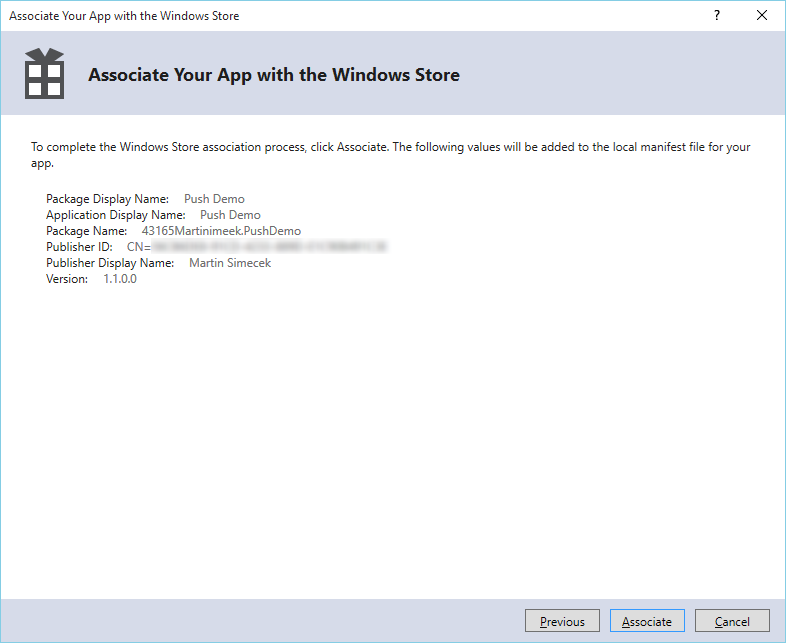 Associate Your App with the Windows Store
?
Associate Your App with the Windows Store
To complete the Windows Store association process, click Associate. The following values will be added to the local manifest file for your
app.
Package Display Name: Push Demo
Application Display Name: Push Demo
Package Name: 43165Martinimeek.PushDemo
Publisher ID: CN=
Publisher Display Name: Martin Simecek
Version: 1.1.0.0
Previous Associate Cancel